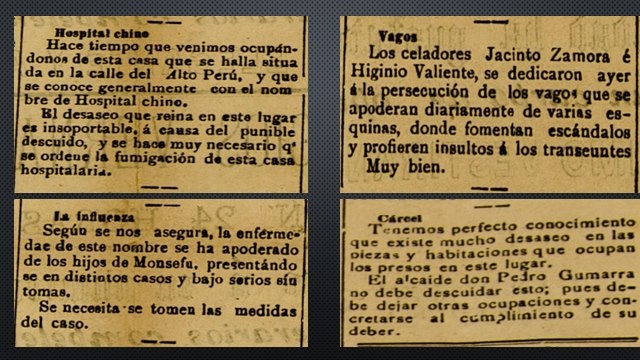 Hospital chino
Hace tiempo que venimos ocupán-
donos de esta casa que se halla situa
da en la calle del Alto Perú, y que
se conoce generalmente con el nom
bre de Hospital chino.
El desaseo que reina en este lugar
es insoportable, á causa del punible
descuido, y se hace muy necesario q'
se ordene la fumigación de esta casa
hospitalaria.
Vagos
Los celadores Jacinto Zamora é
Higinio Valiente, se dedicaron ayer
á la persecución de los vagos que se
apoderan diariamente de varias es-
quinas, donde fomentan escándalos
y profieren insultos á los transeuntes
Muy bien.
La influenza
Según se nos asegura, la enferme-
dae de este nombre se ha apoderado
de los hijos de Monsefú, presentándo
se en distintos casos y bajo serios sín
tomas.
Se necesita se tomen las medidas
del caso.
Cárcel
Tenemos perfecto conocimiento
que existe mucho desaseo en las
piezas y habitaciones que ocupan
los presos en este lugar.
El alcaide don Pedro Gumarra
no debe descuidar esto; pues de-
be dejar otras ocupaciones y con-
cretarse al cumplimiento de su
deber.